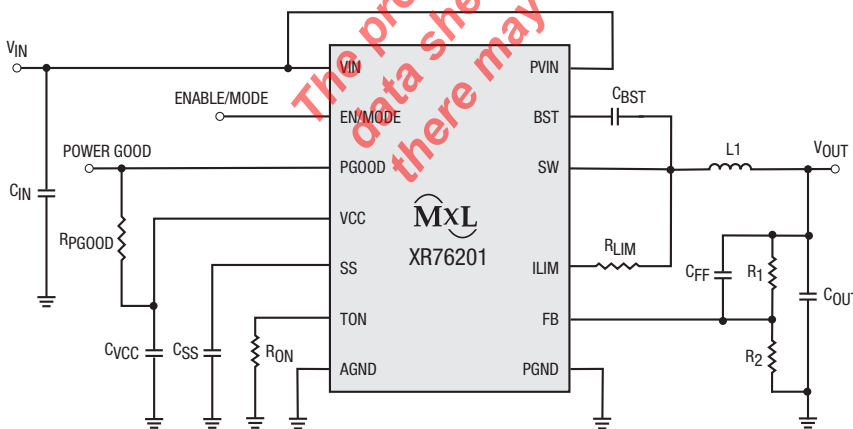 The pro
data she
there may
VIN
ENABLE/MODE
POWER GOOD
CIN
RPGOOD
CVCC
CSS
RON
VIN
EN/MODE
PGOOD
VCC
SS
TON
AGND
MXL
XR76201
PVIN
BST
SW
ILIM
FB
PGND
CBST
L1
VOUT
RLIM
CFF
R1
R2
COUT